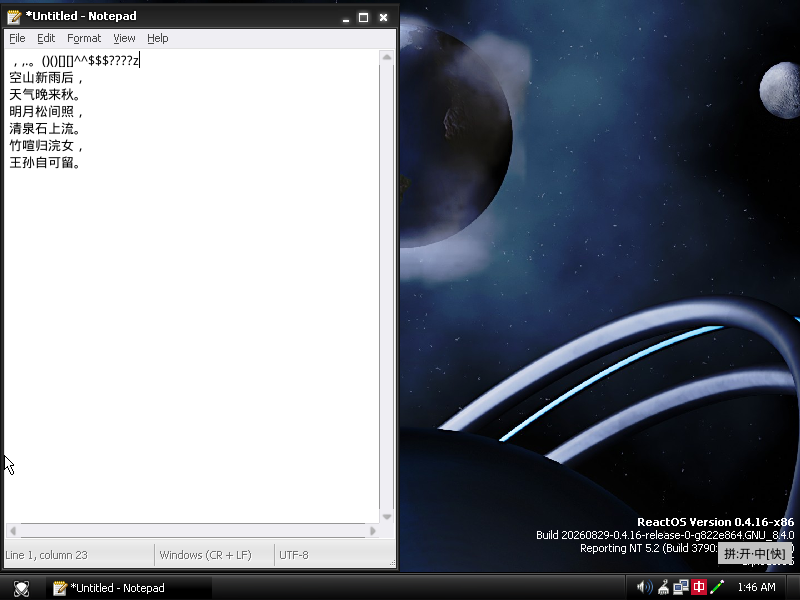 *Untitled - Notepad
File Edit Format View Help
，,.。()()[][]^^$$$????z
空山新雨后，
天气晚来秋。
明月松间照，
清泉石上流。
竹喧归浣女，
王孙自可留。
Line 1, column 23
Windows (CR + LF)
UTF-8
ReactOS Version 0.4.16-x86
Build 20260829-0.4.16-release-0-g822e864.GNU_8.4.0
Reporting NT 5.2 (Build 3790:
拼:开·中[快]
*Untitled - Notepad
中
1:46 AM